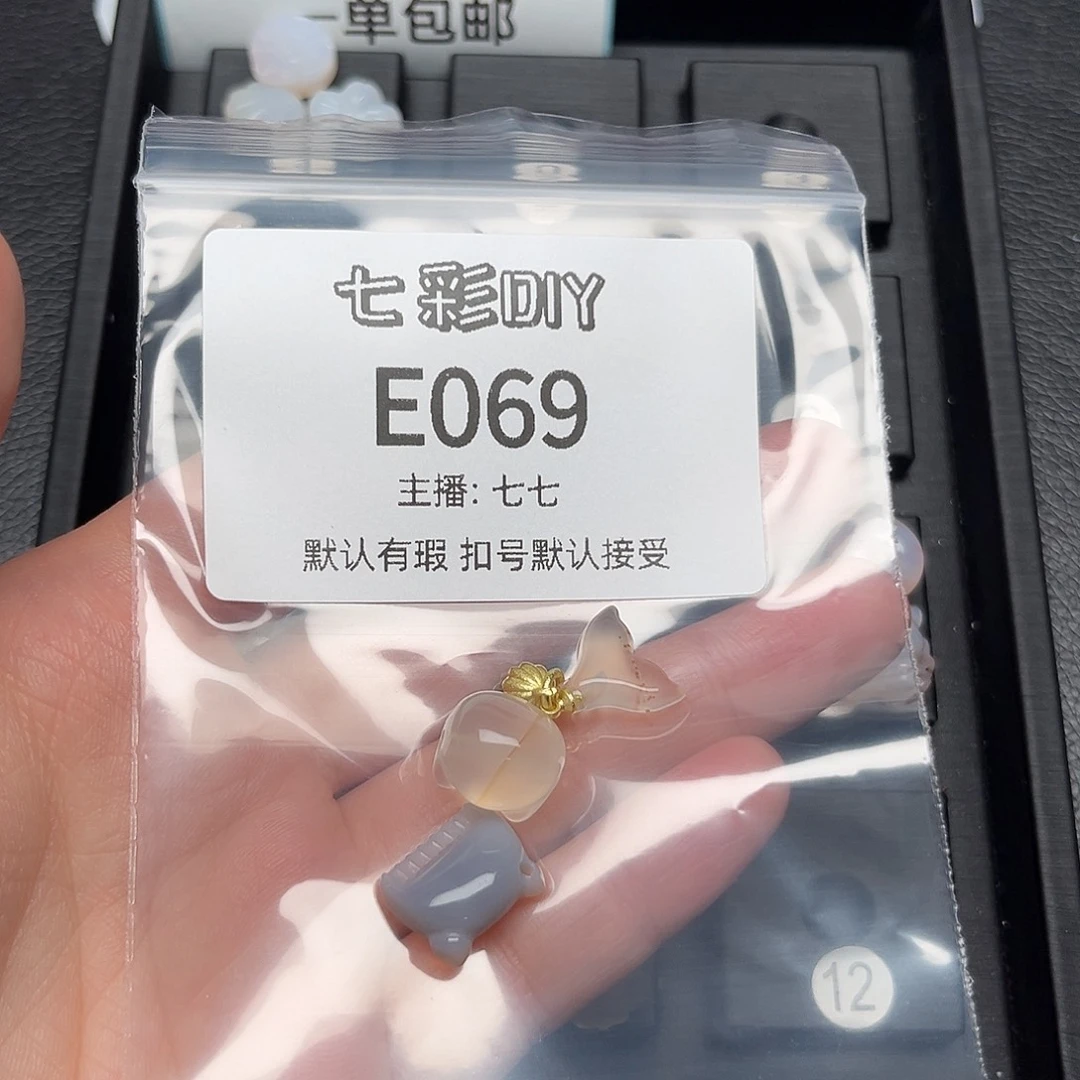 一单包邮
七彩DIY
E069
主播: 七七
默认有瑕 扣号默认接受
12